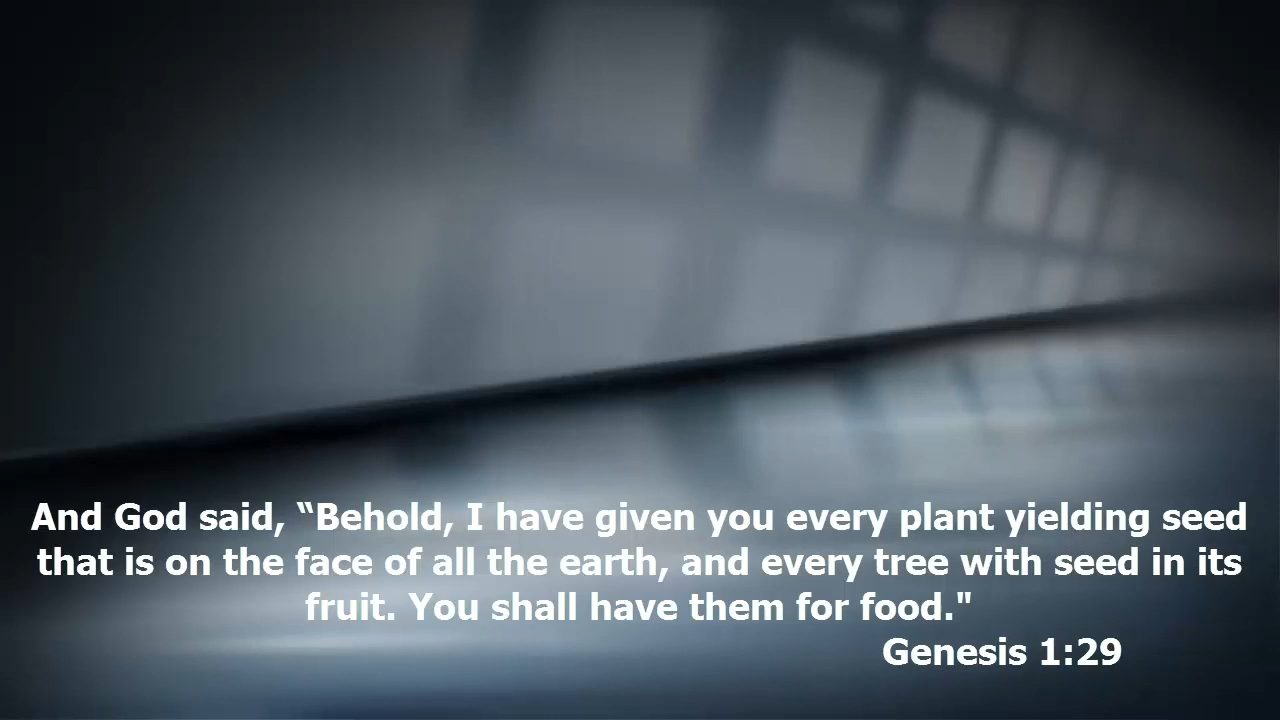 And God said, “Behold, I have given you every plant yielding seed
that is on the face of all the earth, and every tree with seed in its
fruit. You shall have them for food."
Genesis 1:29